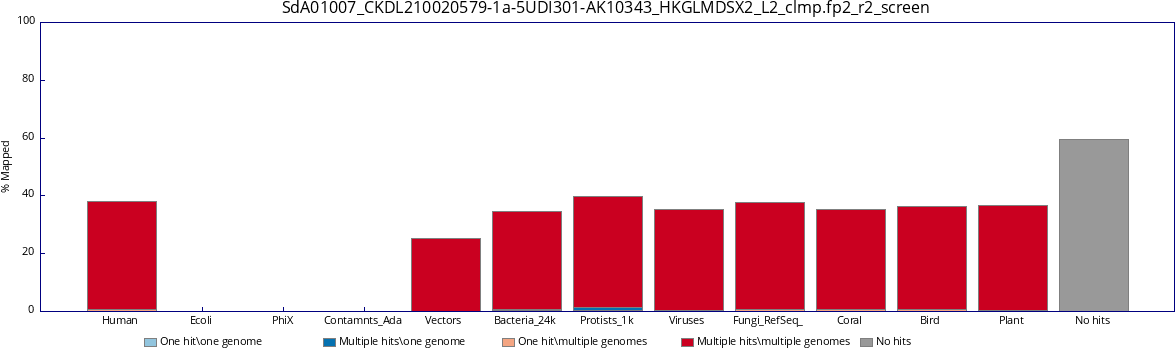 SdA01007_CKDL210020579-1a-5UDI301-AK10343_HKGLMDSX2_L2_clmp.fp2_r2_screen
100
80
60
40
20
0
% Mapped
Human Ecoli PhiX Contamnts_Ada Vectors Bacteria_24k Protists_1k Viruses Fungi_RefSeq_ Coral Bird Plant No hits
One hit\one genome Multiple hits\one genome One hit\multiple genomes Multiple hits\multiple genomes No hits